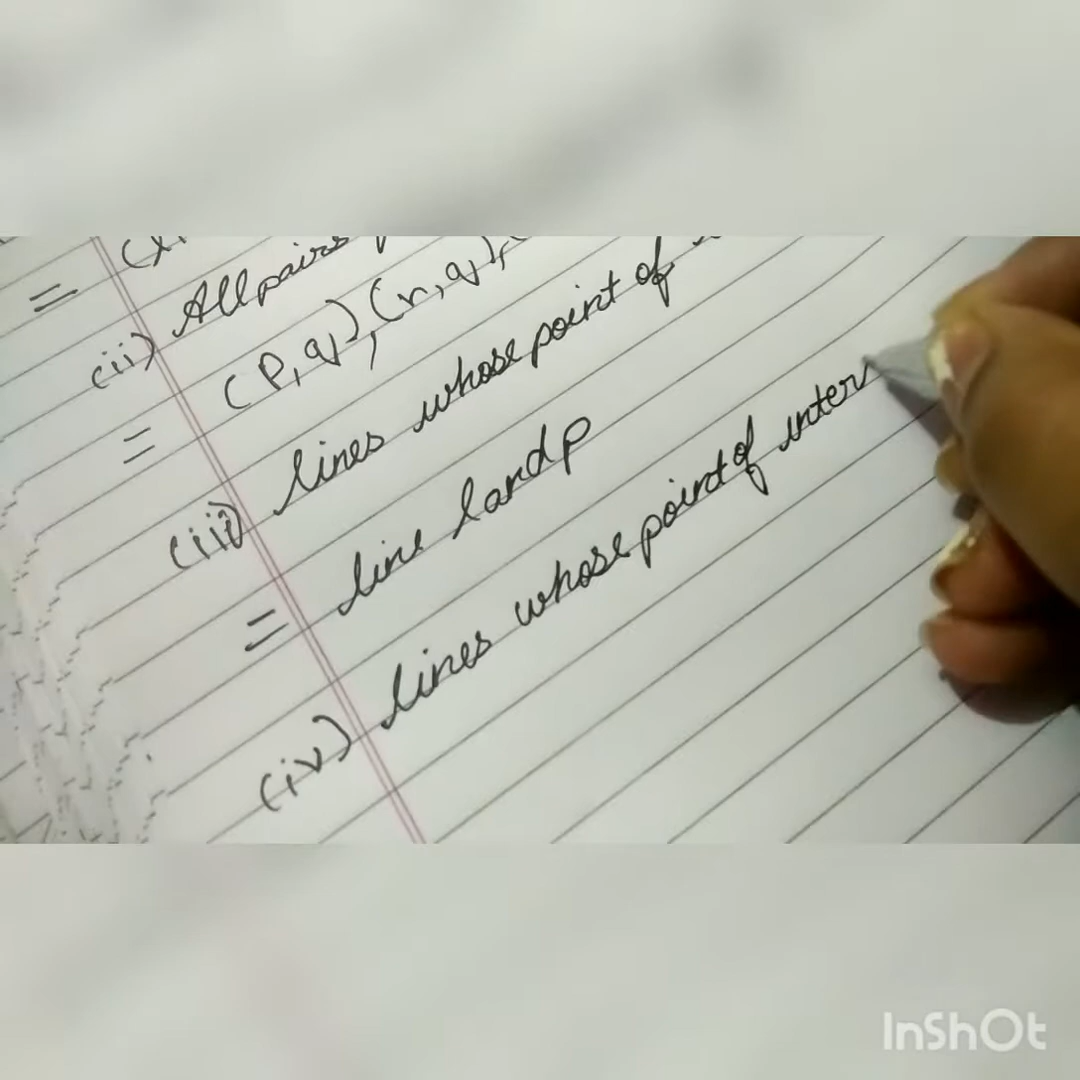 = (l,
(ii) All pairs
= (P, q), (r, q),
(iii) lines whose point of
= line l and p
(iv) lines whose point of inter
InShOt